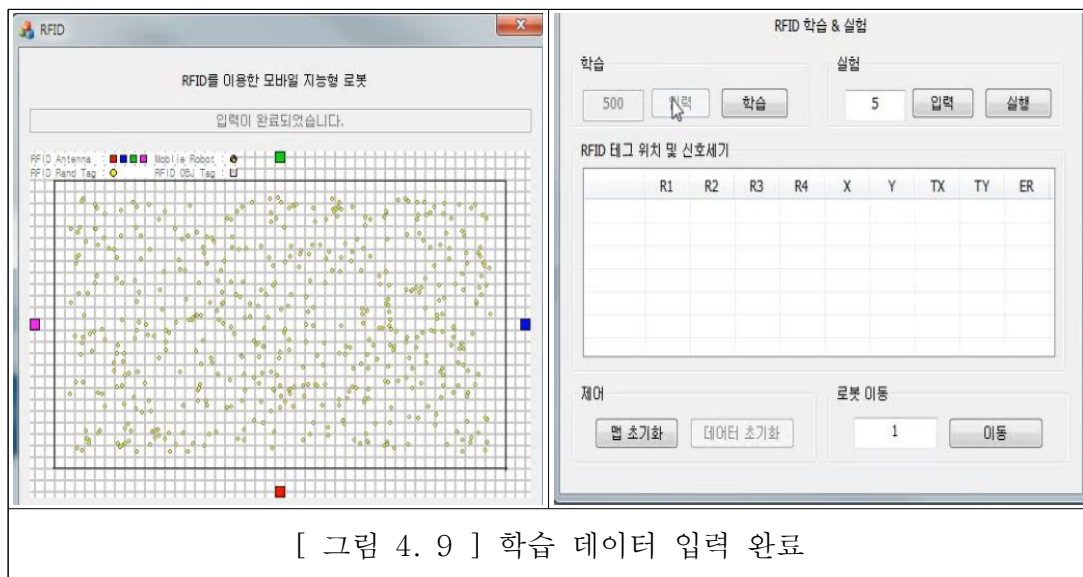 RFID
RFID를 이용한 모바일 지능형 로봇
입력이 완료되었습니다.
RFID Antenna : Mobile Robot :
RFID Rand Tag : RFID OBJ Tag :
RFID 학습 & 실험
학습
500 입력 학습
실험
5 입력 실행
RFID 테그 위치 및 신호세기
R1 R2 R3 R4 X Y TX TY ER
제어
맵 초기화 데이터 초기화
로봇 이동
1 이동
[ 그림 4. 9 ] 학습 데이터 입력 완료